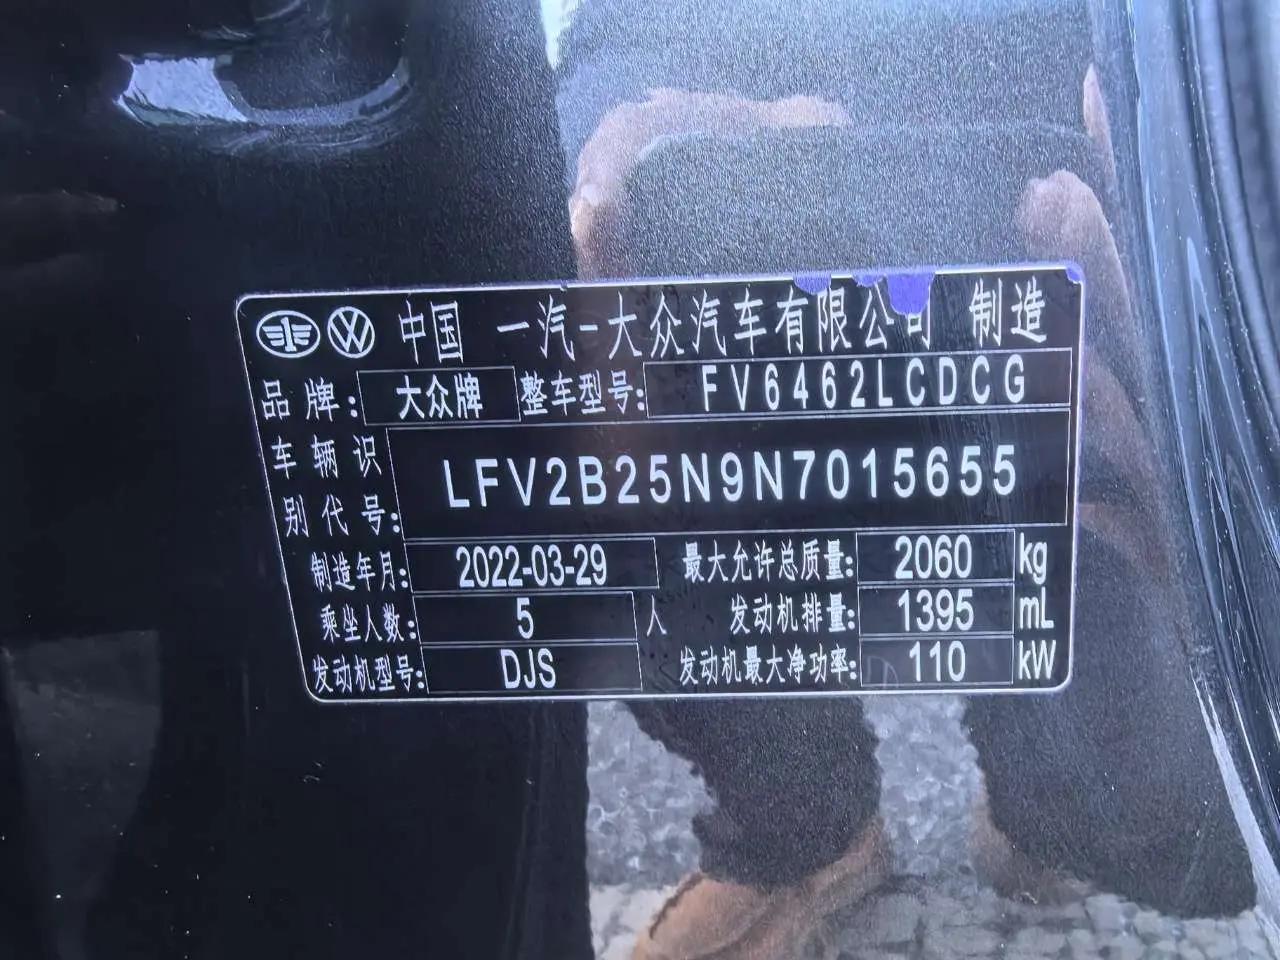 中国 一汽-大众汽车有限公司 制造
品牌: 大众牌 整车型号: FV6462LCDCG
车辆识
别代号: LFV2B25N9N7015655
制造年月: 2022-03-29 最大允许总质量: 2060 kg
乘坐人数: 5 人 发动机排量: 1395 mL
发动机型号: DJS 发动机最大净功率: 110 kW